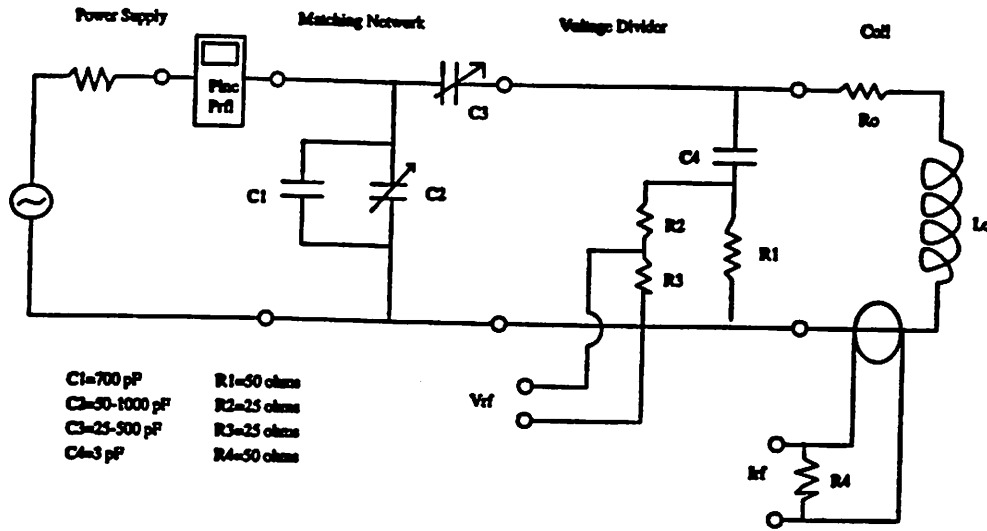 Power Supply
Matching Network
Voltage Divider
Coil
Pinc
Prfl
C3
Ro
C4
C1
C2
R2
R1
R3
Lo
Vrf
Irf
R4
C1=700 pF
C2=50-1000 pF
C3=25-500 pF
C4=3 pF
R1=50 ohms
R2=25 ohms
R3=25 ohms
R4=50 ohms